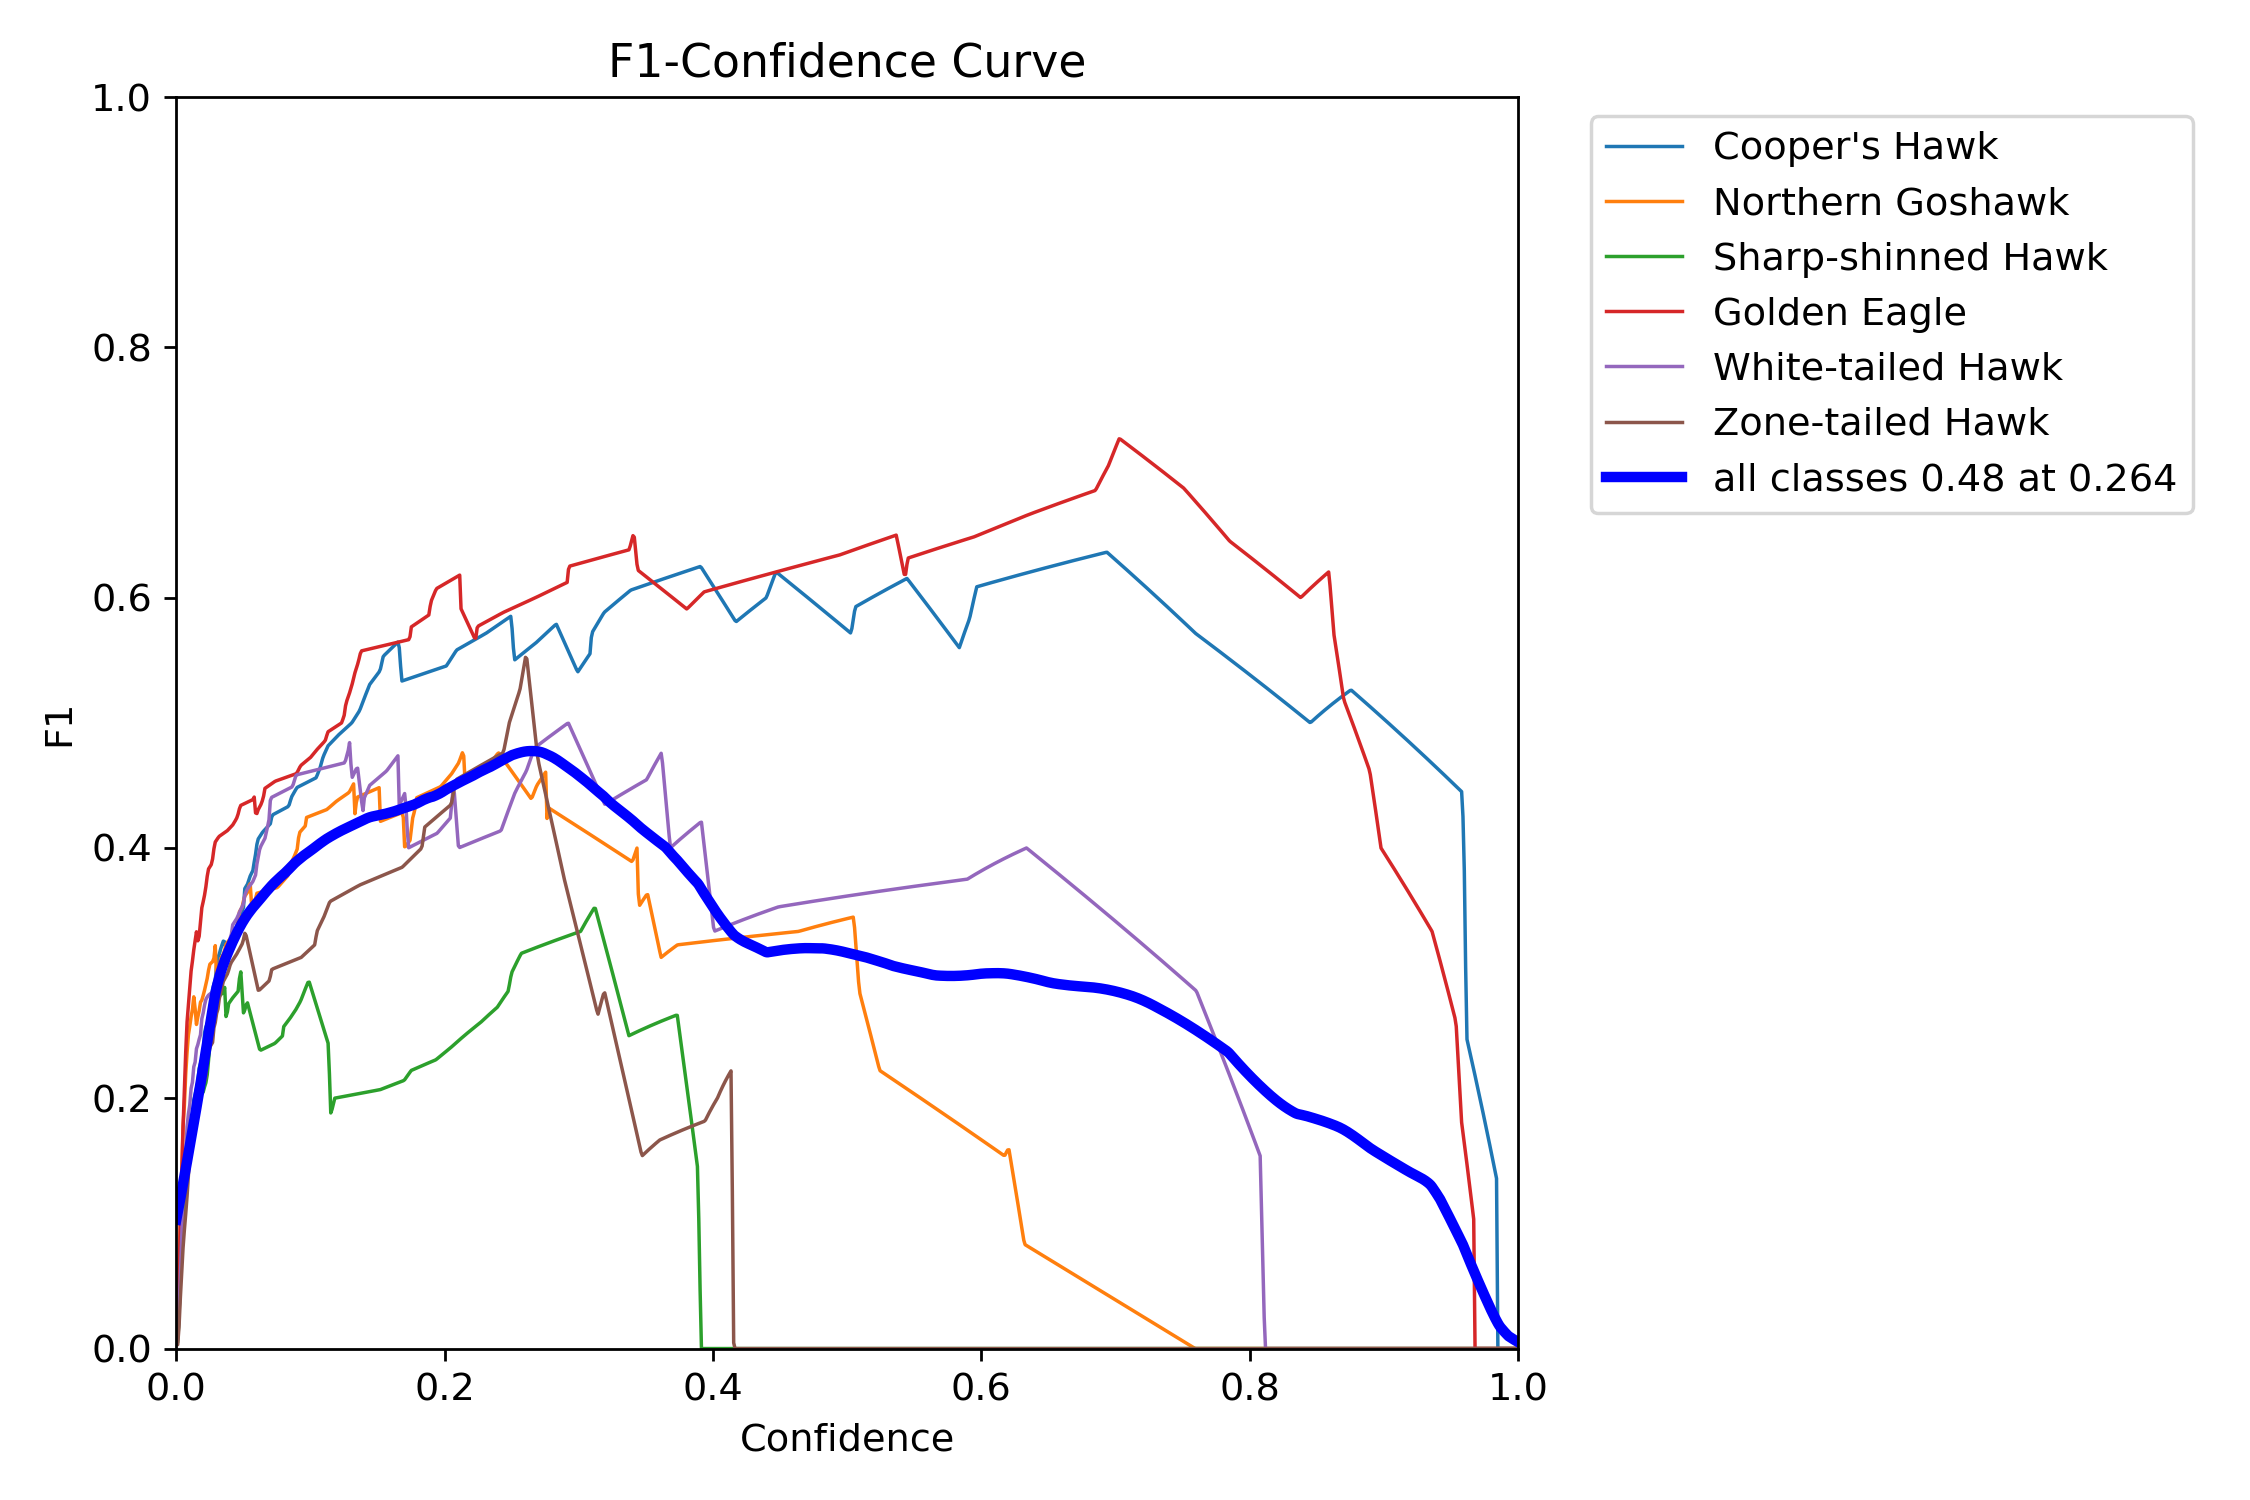 F1-Confidence Curve
1.0
0.8
0.6
0.4
0.2
0.0
F1
0.0 0.2 0.4 0.6 0.8 1.0
Confidence
Cooper's Hawk
Northern Goshawk
Sharp-shinned Hawk
Golden Eagle
White-tailed Hawk
Zone-tailed Hawk
all classes 0.48 at 0.264